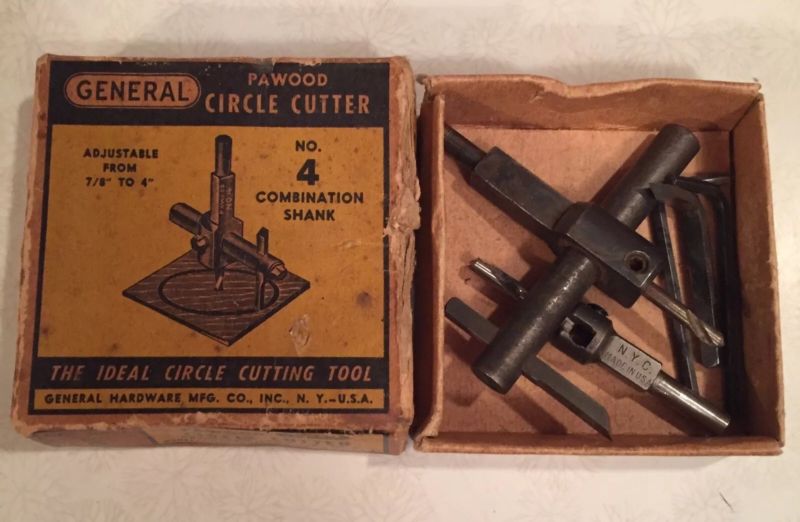 GENERAL
PAWOOD
CIRCLE CUTTER
ADJUSTABLE
FROM
7/8" TO 4"
NO.
4
COMBINATION
SHANK
THE IDEAL CIRCLE CUTTING TOOL
GENERAL HARDWARE MFG. CO., INC., N. Y.-U.S.A.
N.Y.C.
MADE IN U.S.A.